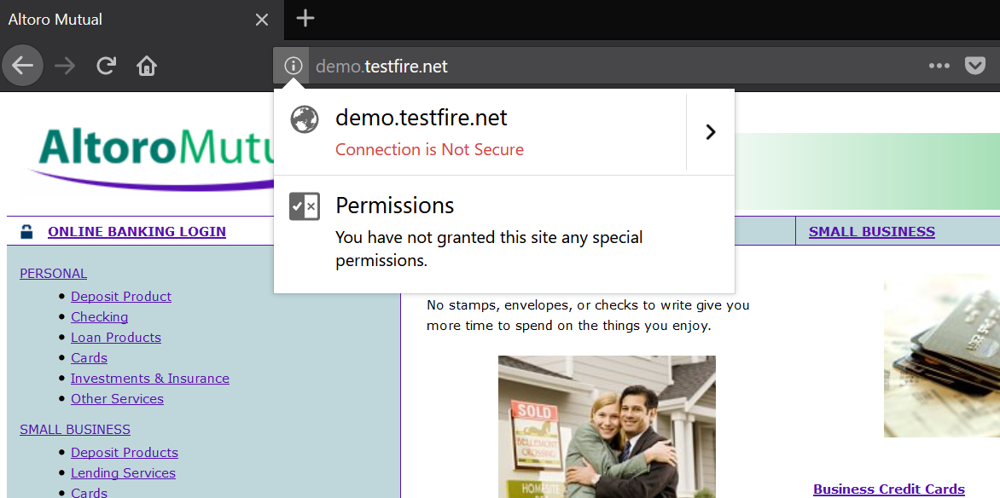 Altoro Mutual
demo.testfire.net
demo.testfire.net
Connection is Not Secure
Permissions
You have not granted this site any special
permissions.
AltoroMutu
ONLINE BANKING LOGIN
SMALL BUSINESS
PERSONAL
Deposit Product
Checking
Loan Products
Cards
Investments & Insurance
Other Services
SMALL BUSINESS
Deposit Products
Lending Services
Cards
No stamps, envelopes, or checks to write give you
more time to spend on the things you enjoy.
SOLD
BELLEMONT
CROSSING
HOMESITE
Business Credit Cards